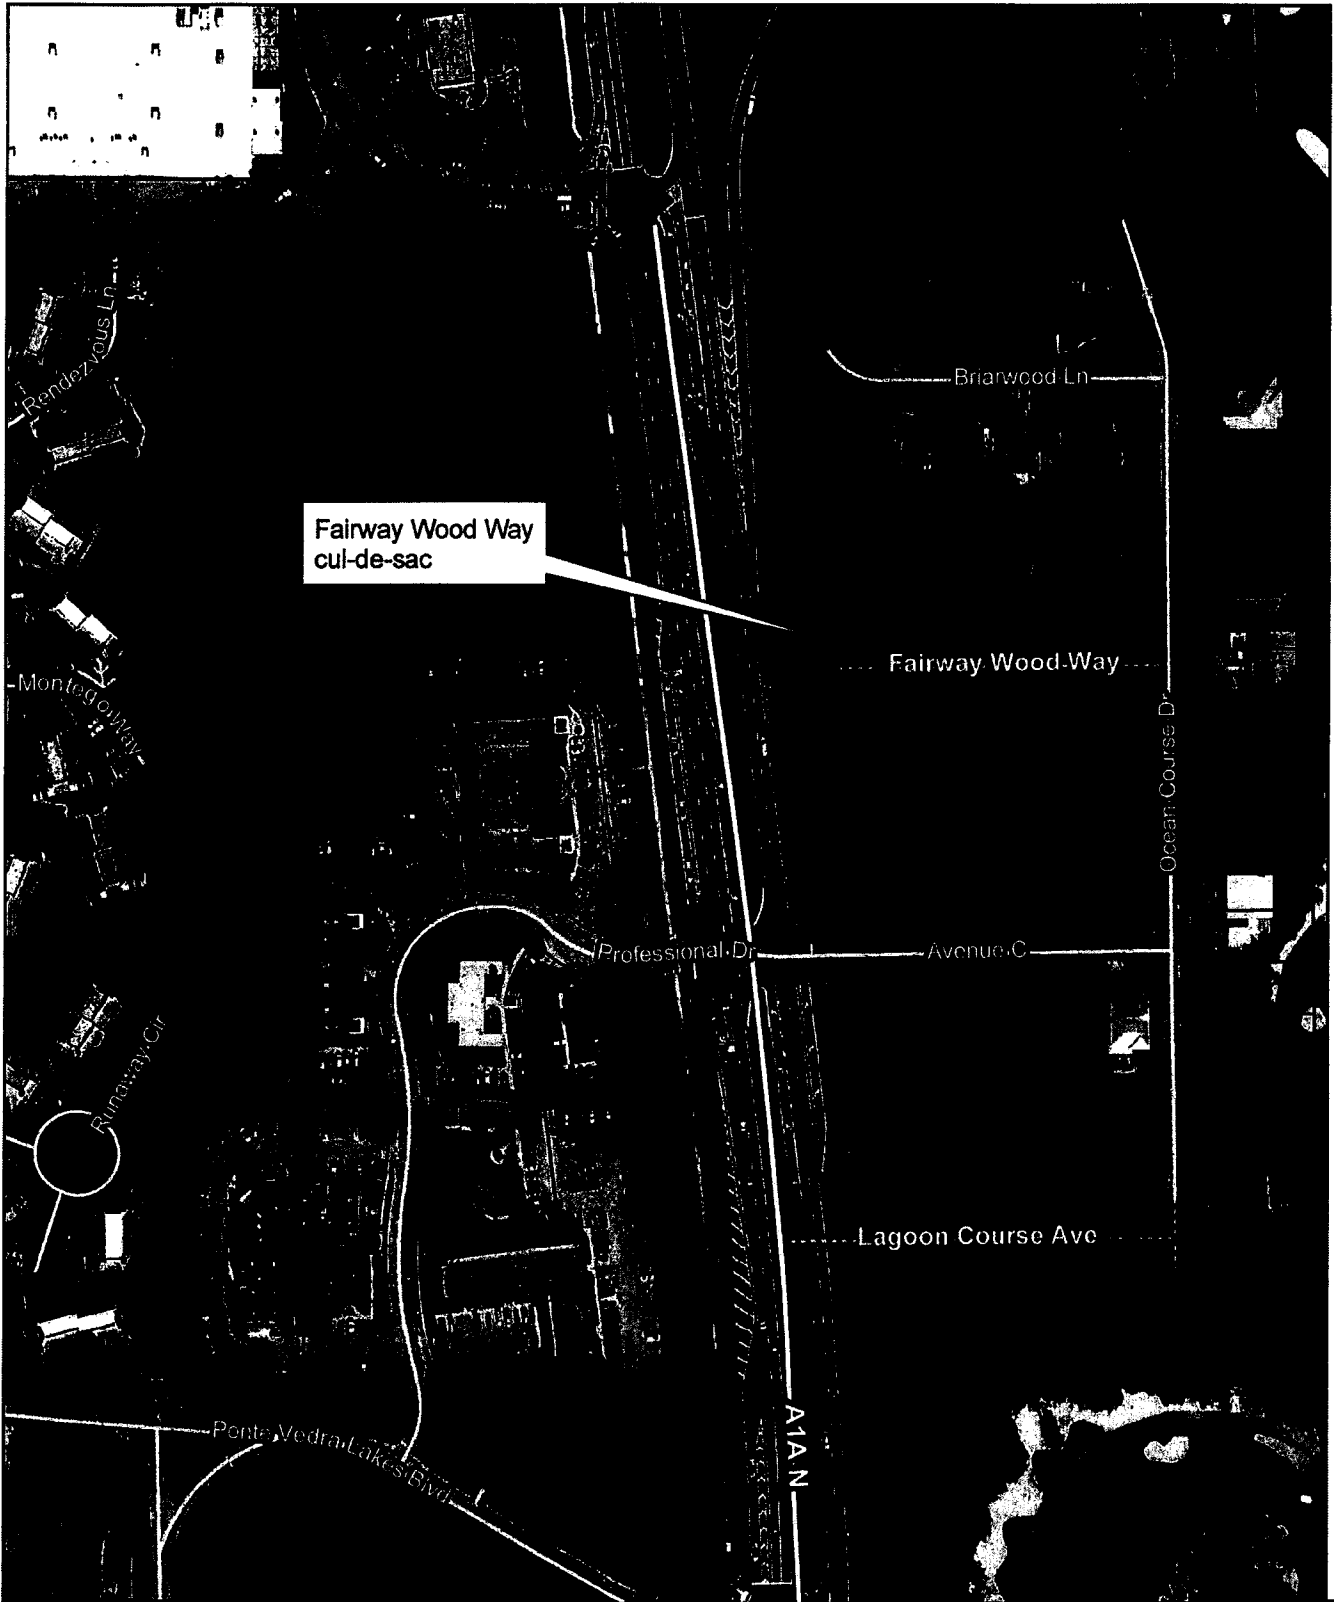 Rendezvous Ln
Briarwood Ln
Fairway Wood Way
cul-de-sac
Fairway Wood Way
Montego Way
Ocean Course Dr
Professional Dr
Avenue C
Runaway Cir
Lagoon Course Ave
Ponte Vedra Lakes Blvd
A1A N